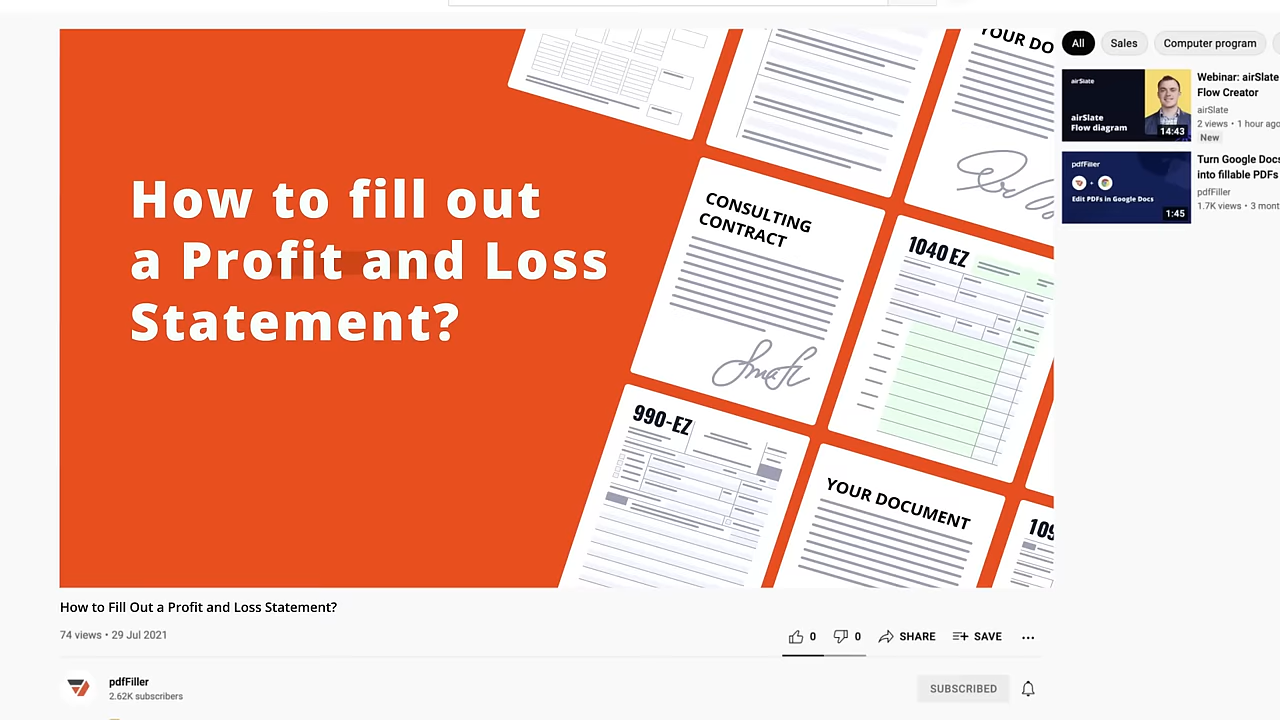 How to fill out
a Profit and Loss
Statement?
YOUR DO
CONSULTING
CONTRACT
1040 EZ
990-EZ
YOUR DOCUMENT
109
How to Fill Out a Profit and Loss Statement?
74 views • 29 Jul 2021
0
0
SHARE
SAVE
pdfFiller
2.62K subscribers
SUBSCRIBED
All
Sales
Computer program
airSlate
airSlate
Flow diagram
14:43
Webinar: airSlate
Flow Creator
airSlate
2 views • 1 hour ago
New
pdfFiller
Edit PDFs in Google Docs
1:45
Turn Google Docs
into fillable PDFs
pdfFiller
1.7K views • 3 mont